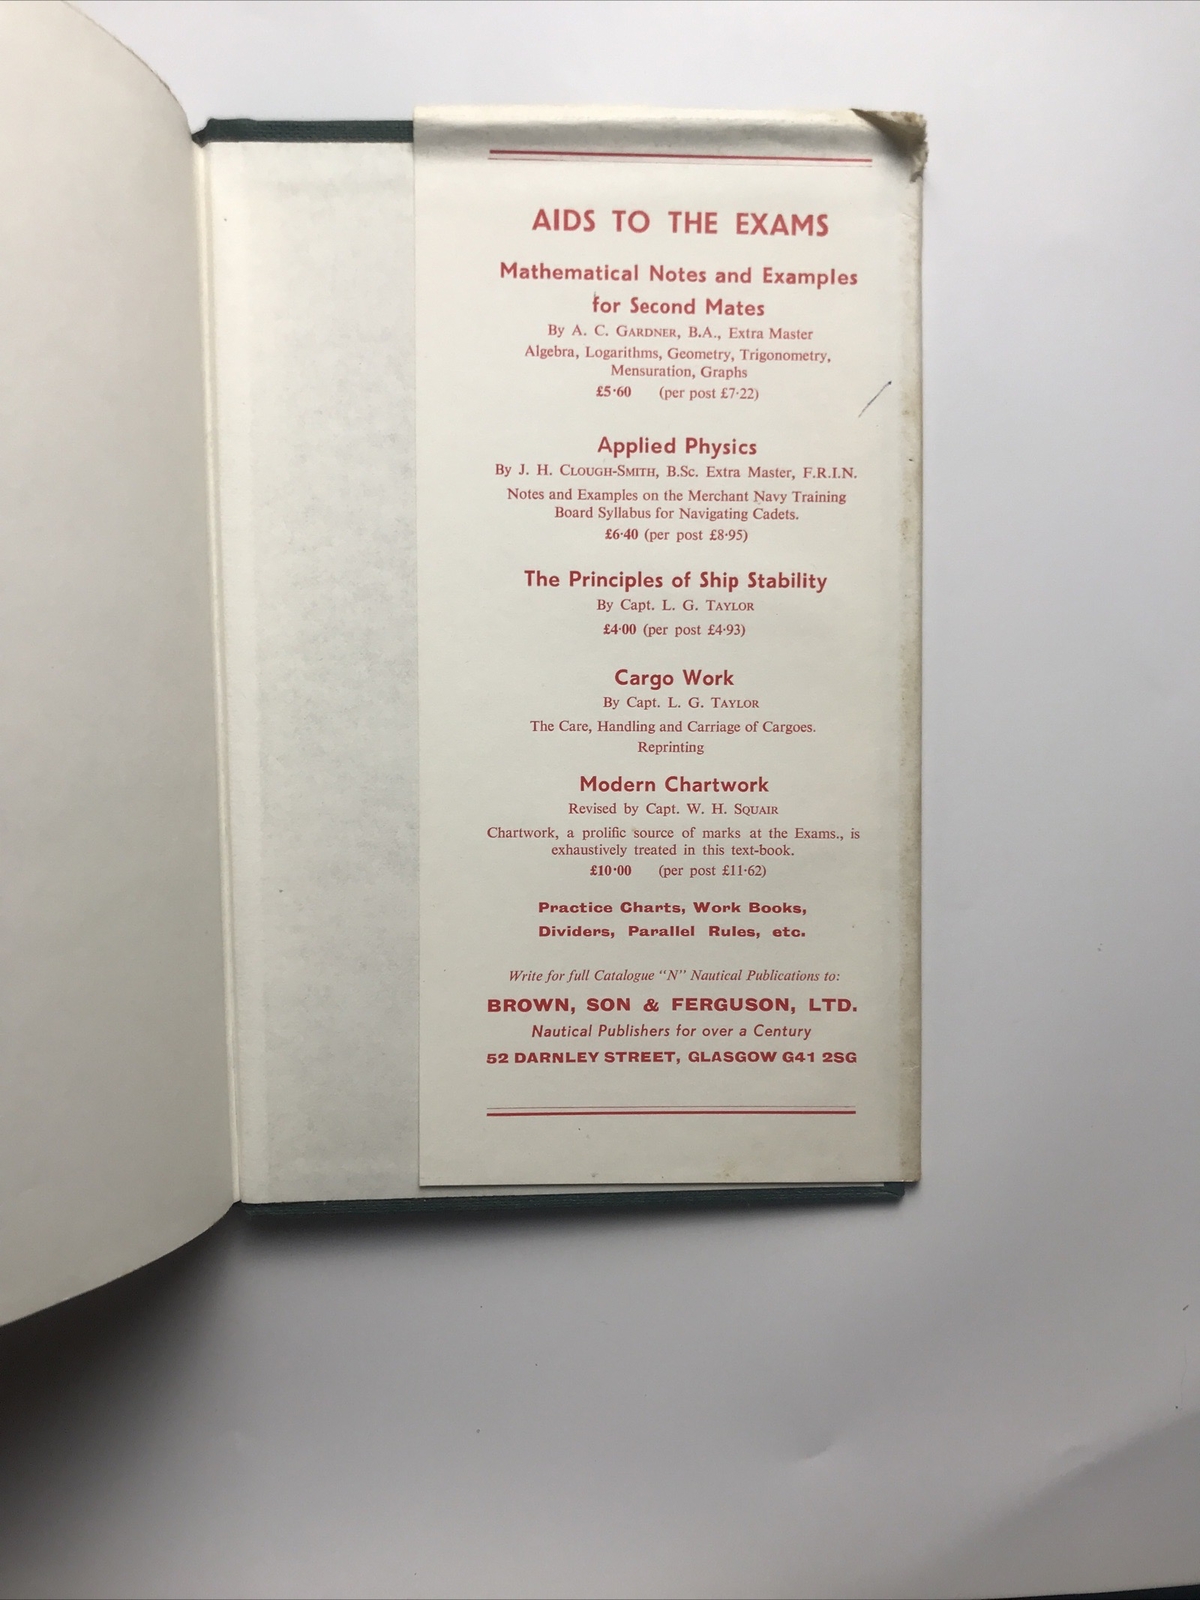 AIDS TO THE EXAMS
Mathematical Notes and Examples
for Second Mates
By A. C. GARDNER, B.A., Extra Master
Algebra, Logarithms, Geometry, Trigonometry,
Mensuration, Graphs
£5·60 (per post £7·22)
Applied Physics
By J. H. CLOUGH-SMITH, B.Sc. Extra Master, F.R.I.N.
Notes and Examples on the Merchant Navy Training
Board Syllabus for Navigating Cadets.
£6·40 (per post £8·95)
The Principles of Ship Stability
By Capt. L. G. TAYLOR
£4·00 (per post £4·93)
Cargo Work
By Capt. L. G. TAYLOR
The Care, Handling and Carriage of Cargoes.
Reprinting
Modern Chartwork
Revised by Capt. W. H. SQUAIR
Chartwork, a prolific source of marks at the Exams., is
exhaustively treated in this text-book.
£10·00 (per post £11·62)
Practice Charts, Work Books,
Dividers, Parallel Rules, etc.
Write for full Catalogue "N" Nautical Publications to:
BROWN, SON & FERGUSON, LTD.
Nautical Publishers for over a Century
52 DARNLEY STREET, GLASGOW G41 2SG